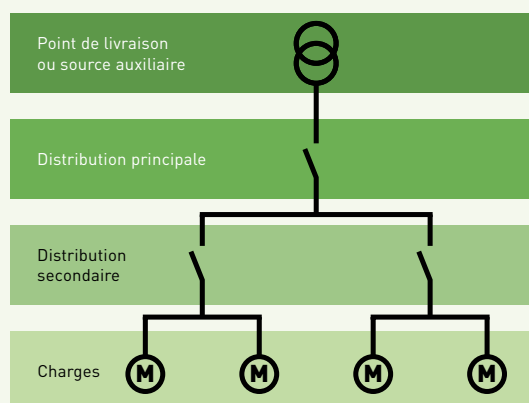 Point de livraison
ou source auxiliaire
Distribution principale
Distribution
secondaire
Charges
M
M
M
M